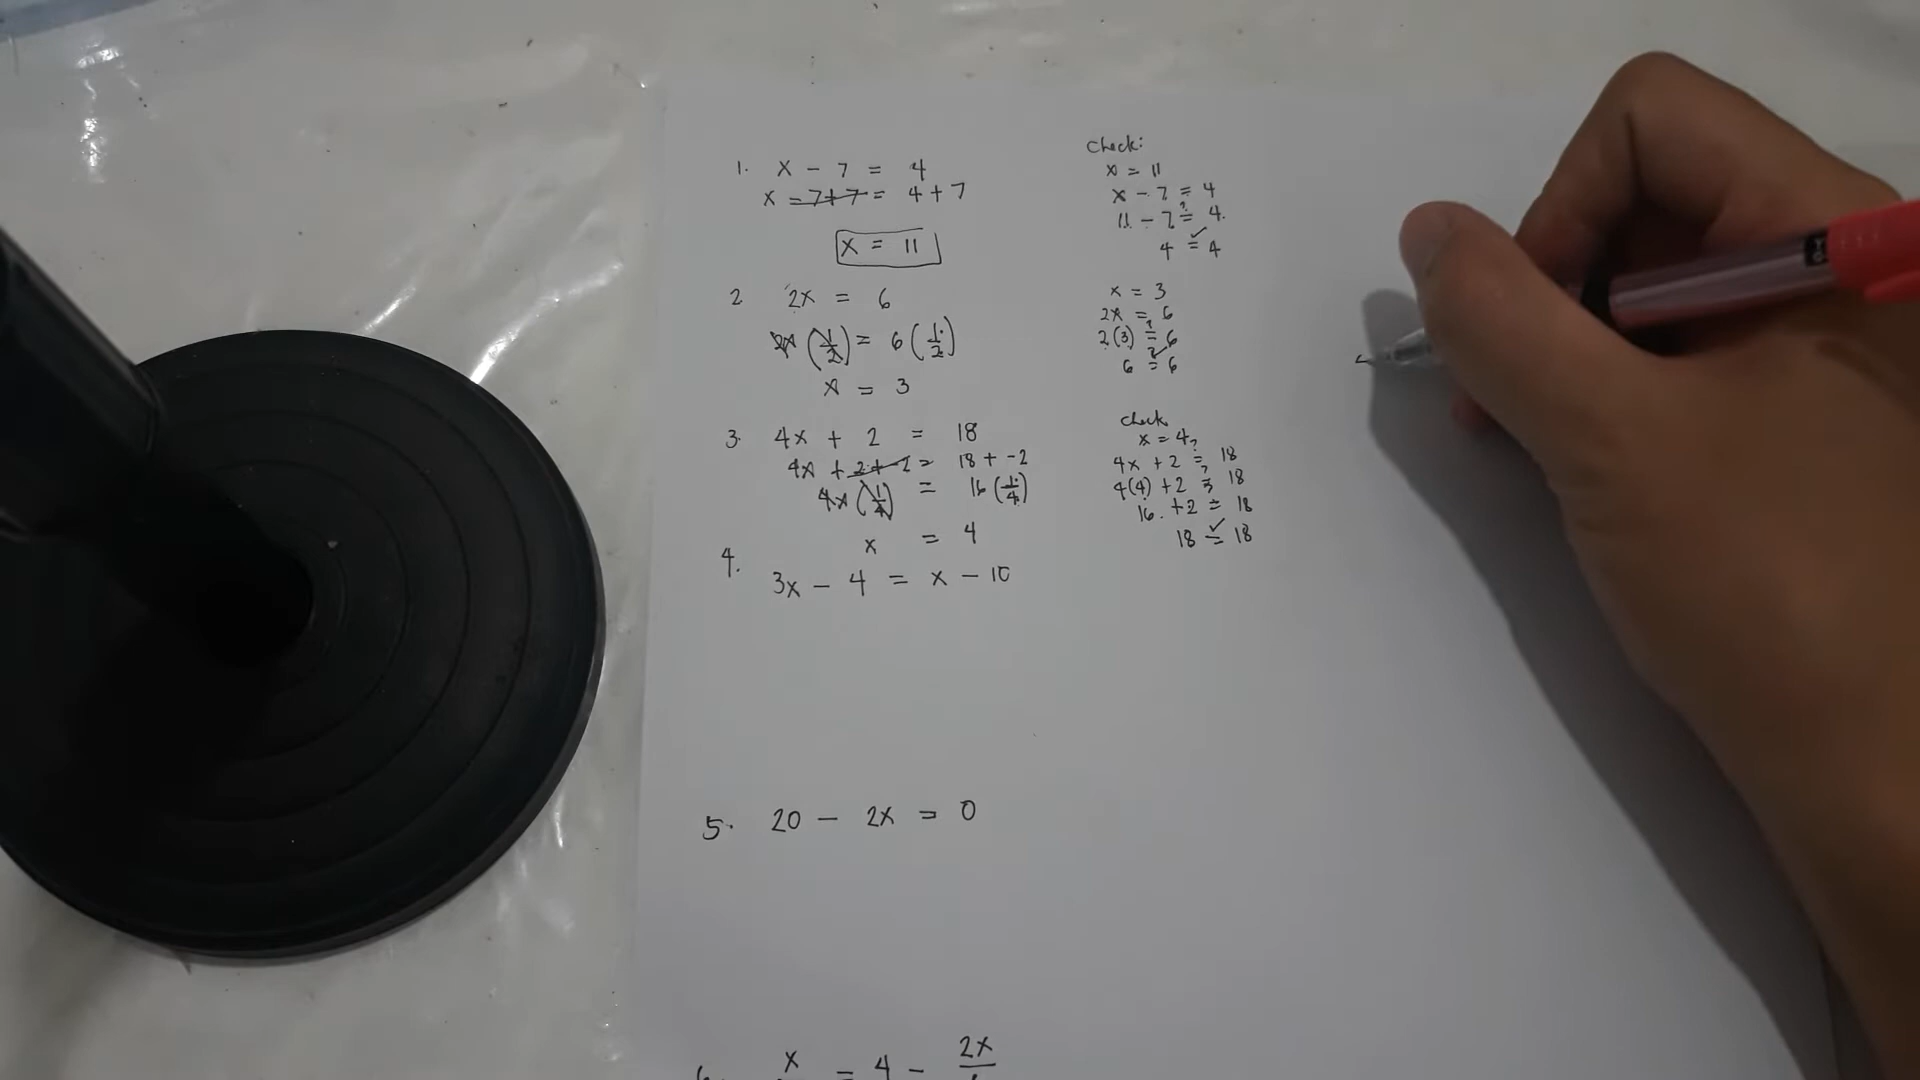 1. x - 7 = 4
x - 7 + 7 = 4 + 7
x = 11
Check:
x = 11
x - 7 = 4
11 - 7 ≟ 4
4 = 4 ✓
2 2x = 6
2x (1/2) = 6 (1/2)
x = 3
x = 3
2x = 6
2(3) ≟ 6
6 = 6 ✓
3. 4x + 2 = 18
4x + 2 + -2 = 18 + -2
4x (1/4) = 16 (1/4)
x = 4
Check
x = 4
4x + 2 ≟ 18
4(4) + 2 ≟ 18
16 + 2 = 18
18 = 18 ✓
4. 3x - 4 = x - 10
5. 20 - 2x = 0
x = 4 - 2x